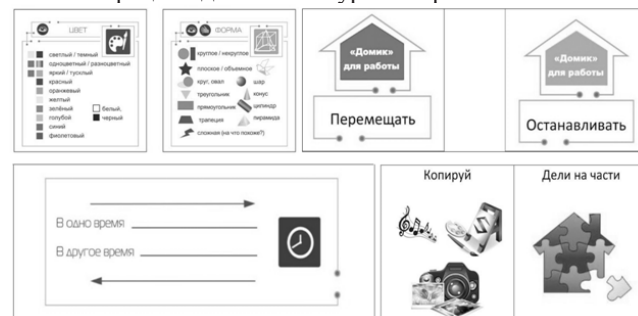 ЦВЕТ
светлый / темный
одноцветный / разноцветный
яркий / тусклый
красный
оранжевый
желтый
зелёный
голубой
синий
фиолетовый
белый,
черный
ФОРМА
круглое / некруглое
плоское / объемное
круг, овал
шар
треугольник
конус
прямоугольник
цилиндр
трапеция
пирамида
сложная (на что похоже?)
«Домик»
для работы
Перемещать
«Домик»
для работы
Останавливать
В одно время
В другое время
Копируй
Дели на части